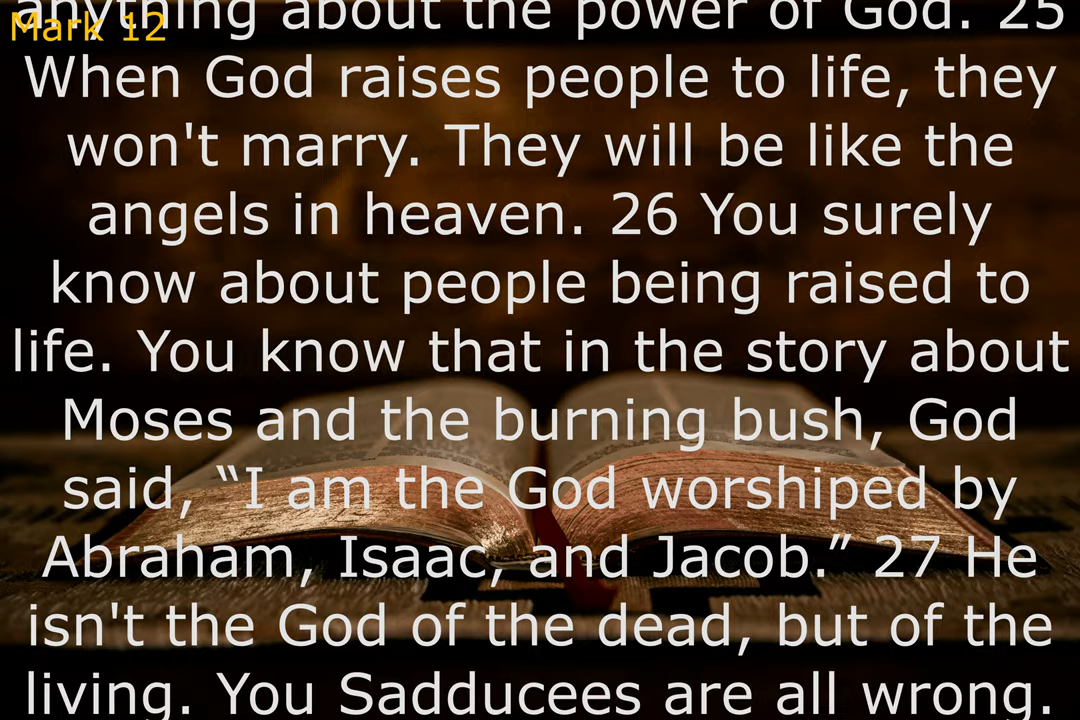 anything about the power of God. 25
Mark 12
When God raises people to life, they
won't marry. They will be like the
angels in heaven. 26 You surely
know about people being raised to
life. You know that in the story about
Moses and the burning bush, God
said, “I am the God worshiped by
Abraham, Isaac, and Jacob.” 27 He
isn't the God of the dead, but of the
living. You Sadducees are all wrong.